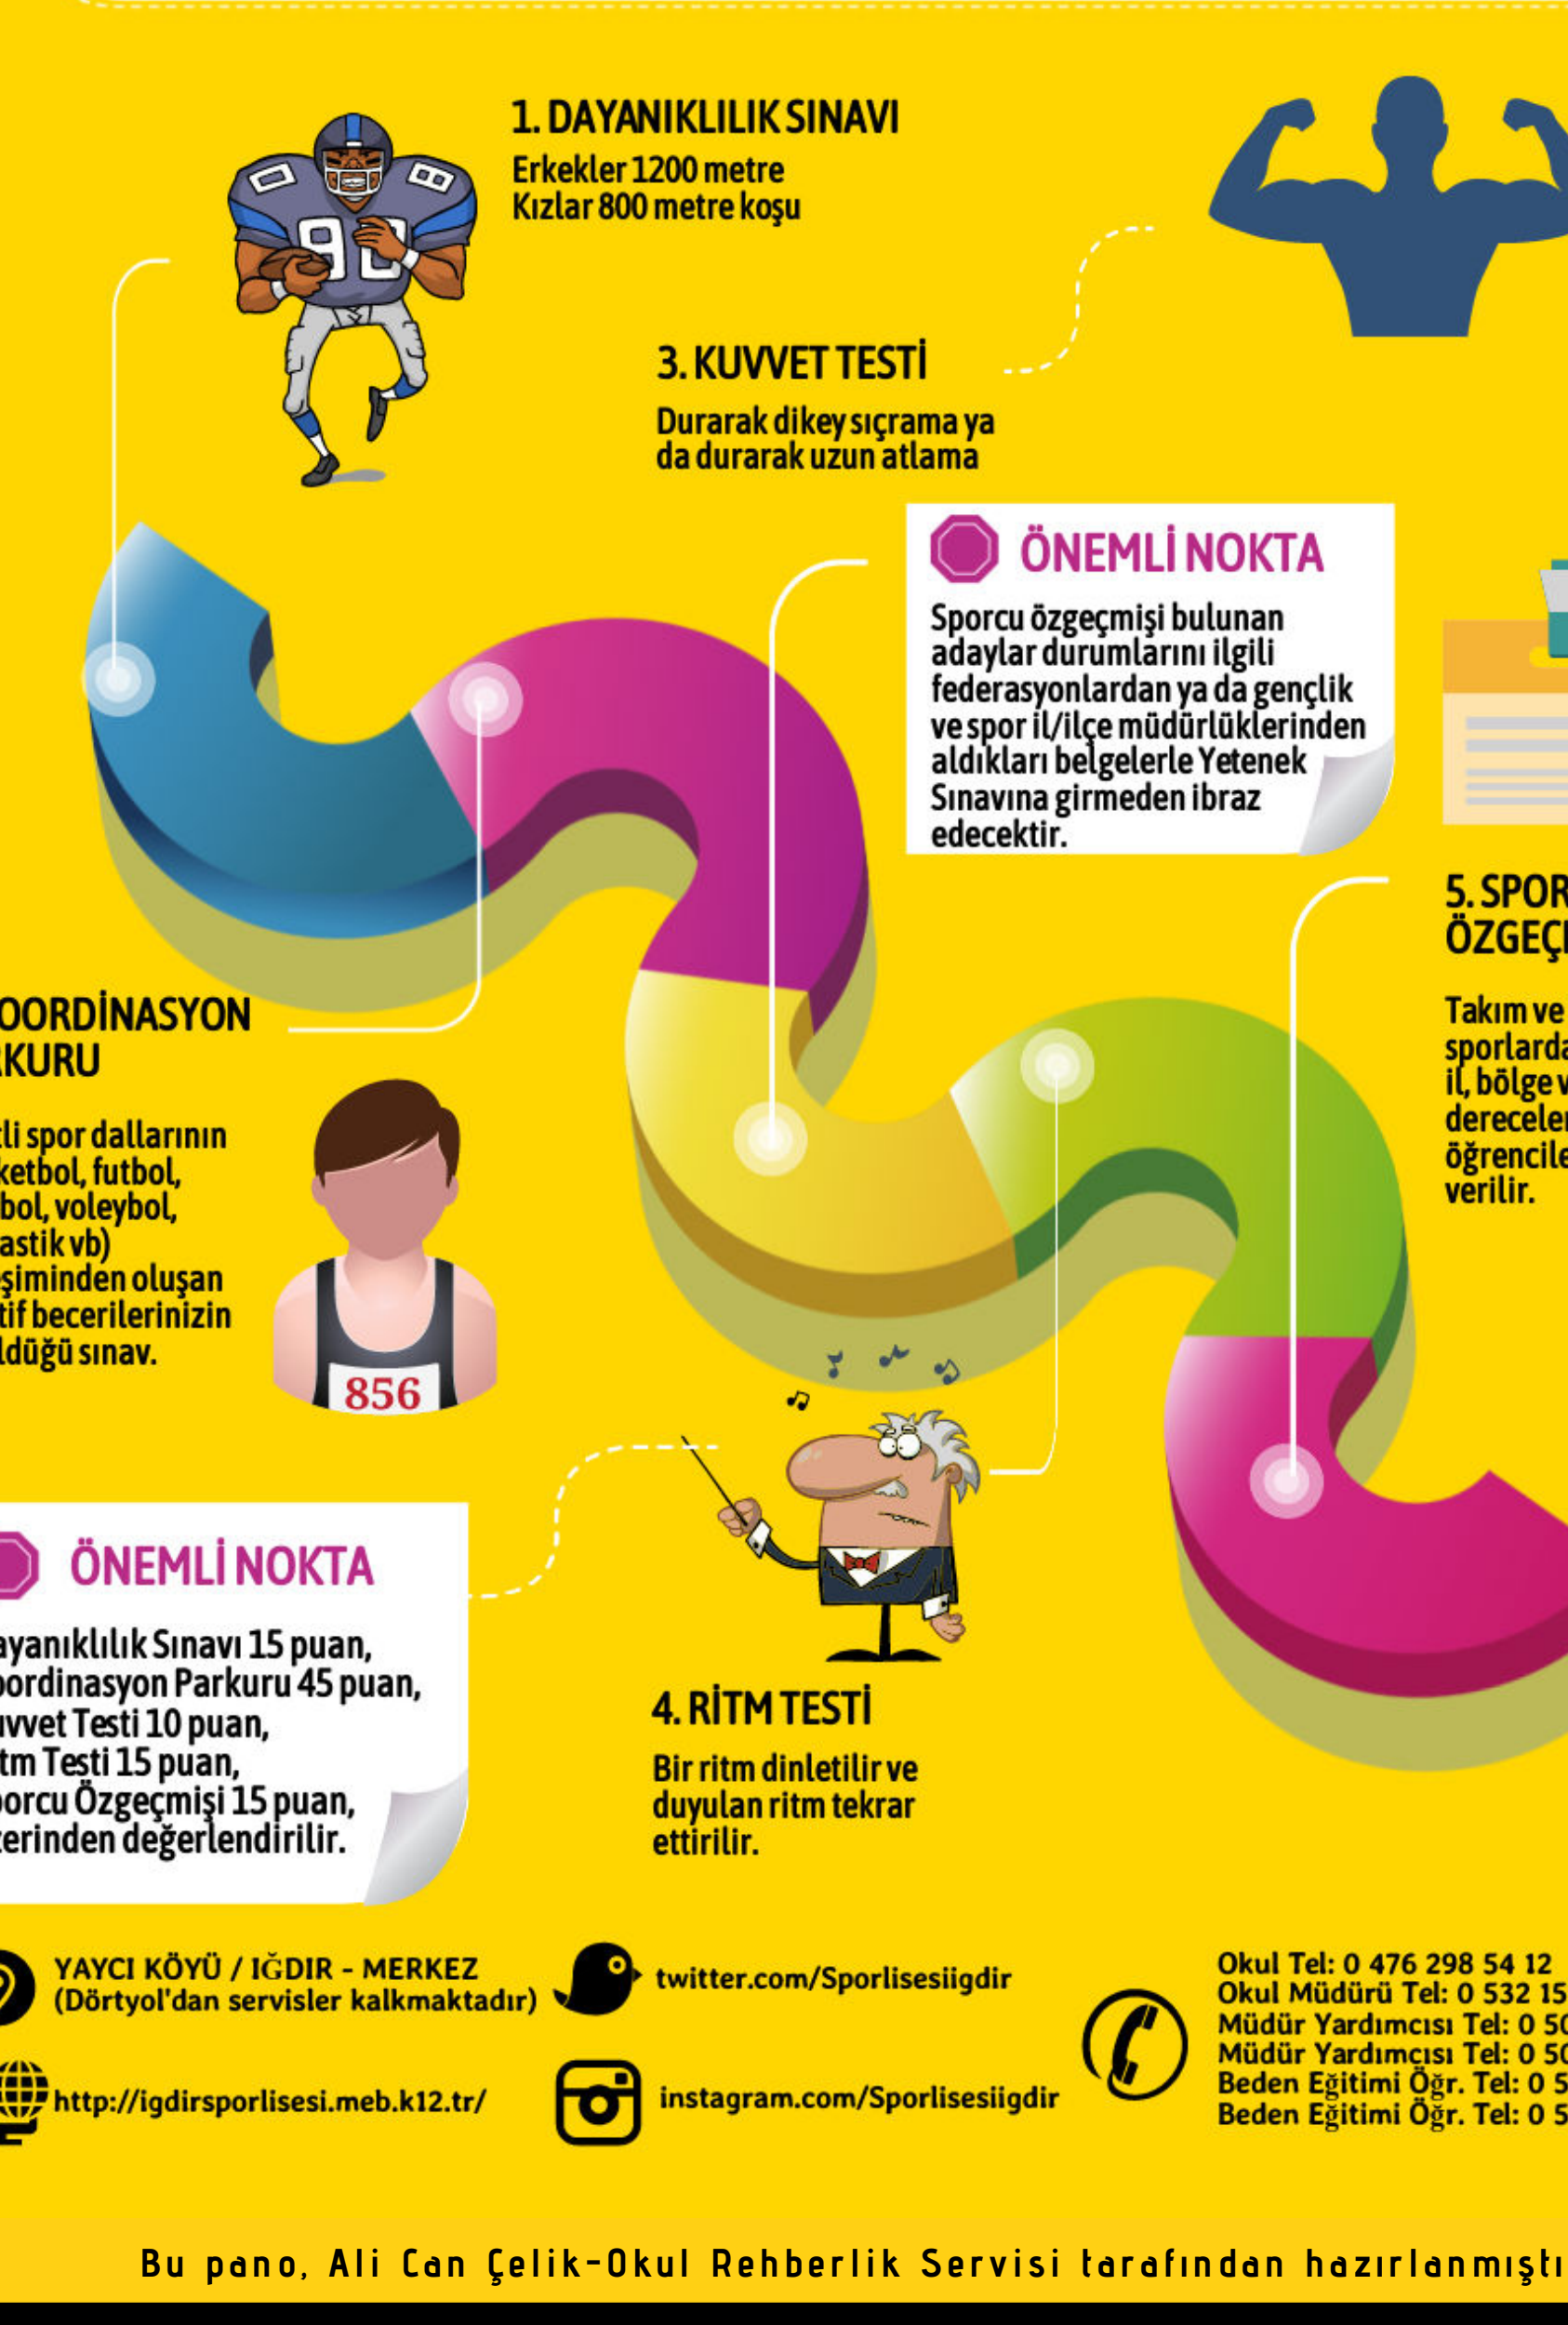 1. DAYANIKLILIK SINAVI
Erkekler 1200 metre
Kızlar 800 metre koşu
3. KUVVET TESTİ
Durarak dikey sıçrama ya
da durarak uzun atlama
ÖNEMLİ NOKTA
Sporcu özgeçmişi bulunan
adaylar durumlarını ilgili
federasyonlardan ya da gençlik
ve spor il/ilçe müdürlüklerinden
aldıkları belgelerle Yetenek
Sınavına girmeden ibraz
edecektir.
5. SPOR
ÖZGEÇ
Takım ve
sporlarda
il, bölge v
derecele
öğrencile
verilir.
OORDİNASYON
KURU
li spor dallarının
ketbol, futbol,
bol, voleybol,
astik vb)
şiminden oluşan
tif becerilerinizin
ldüğü sınav.
856
ÖNEMLİ NOKTA
ayanıklılık Sınavı 15 puan,
oordinasyon Parkuru 45 puan,
uvvet Testi 10 puan,
tm Testi 15 puan,
porcu Özgeçmişi 15 puan,
zerinden değerlendirilir.
4. RİTM TESTİ
Bir ritm dinletilir ve
duyulan ritm tekrar
ettirilir.
YAYCI KÖYÜ / IĞDIR - MERKEZ
(Dörtyol'dan servisler kalkmaktadır)
http://igdirsporlisesi.meb.k12.tr/
twitter.com/Sporlisesiigdir
instagram.com/Sporlisesiigdir
Okul Tel: 0 476 298 54 12
Okul Müdürü Tel: 0 532 15
Müdür Yardımcısı Tel: 0 50
Müdür Yardımcısı Tel: 0 50
Beden Eğitimi Öğr. Tel: 0 5
Beden Eğitimi Öğr. Tel: 0 5
Bu pano, Ali Can Çelik-Okul Rehberlik Servisi tarafından hazırlanmıştı